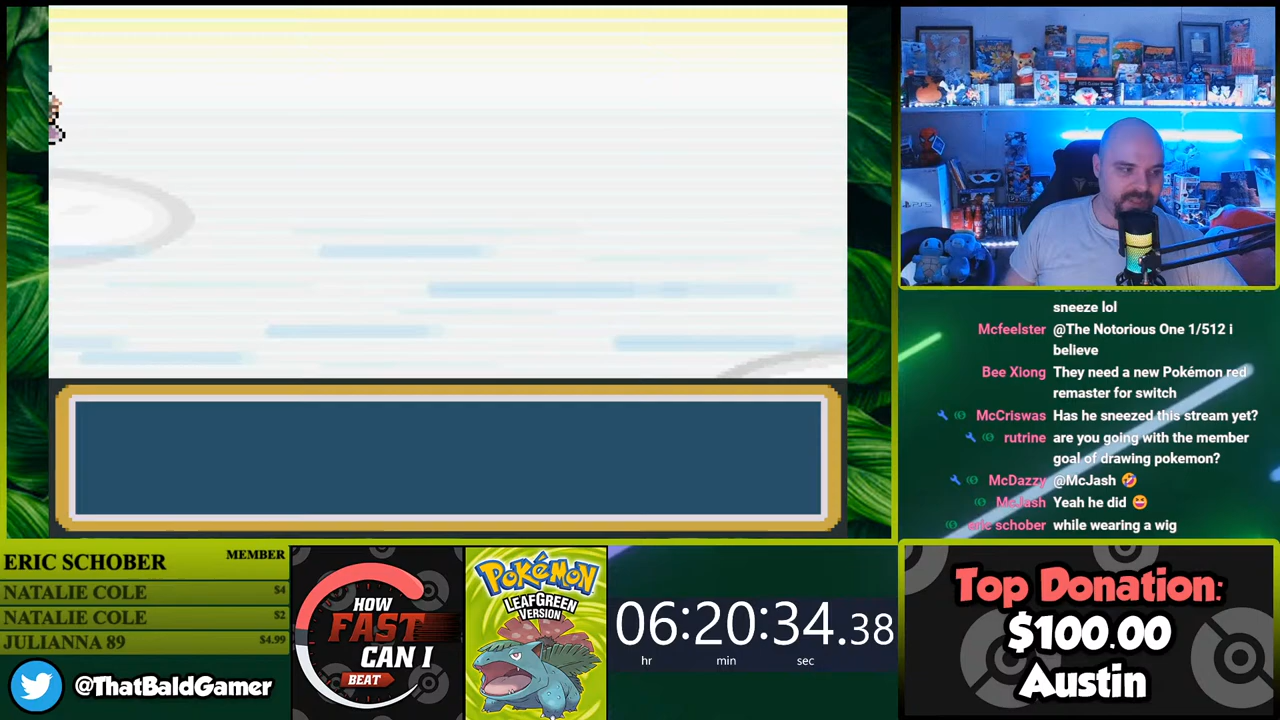 sneeze lol
Mcfeelster @The Notorious One 1/512 i
believe
Bee Xiong They need a new Pokémon red
remaster for switch
McCriswas Has he sneezed this stream yet?
rutrine are you going with the member
goal of drawing pokemon?
McDazzy @McJash 🤣
McJash Yeah he did 😄
eric schober while wearing a wig
ERIC SCHOBER MEMBER
NATALIE COLE $4
NATALIE COLE $2
JULIANNA 89 $4.99
@ThatBaldGamer
HOW
FAST
CAN I
BEAT
POKéMON
LEAFGREEN
VERSION
06:20:34.38
hr min sec
Top Donation:
$100.00
Austin